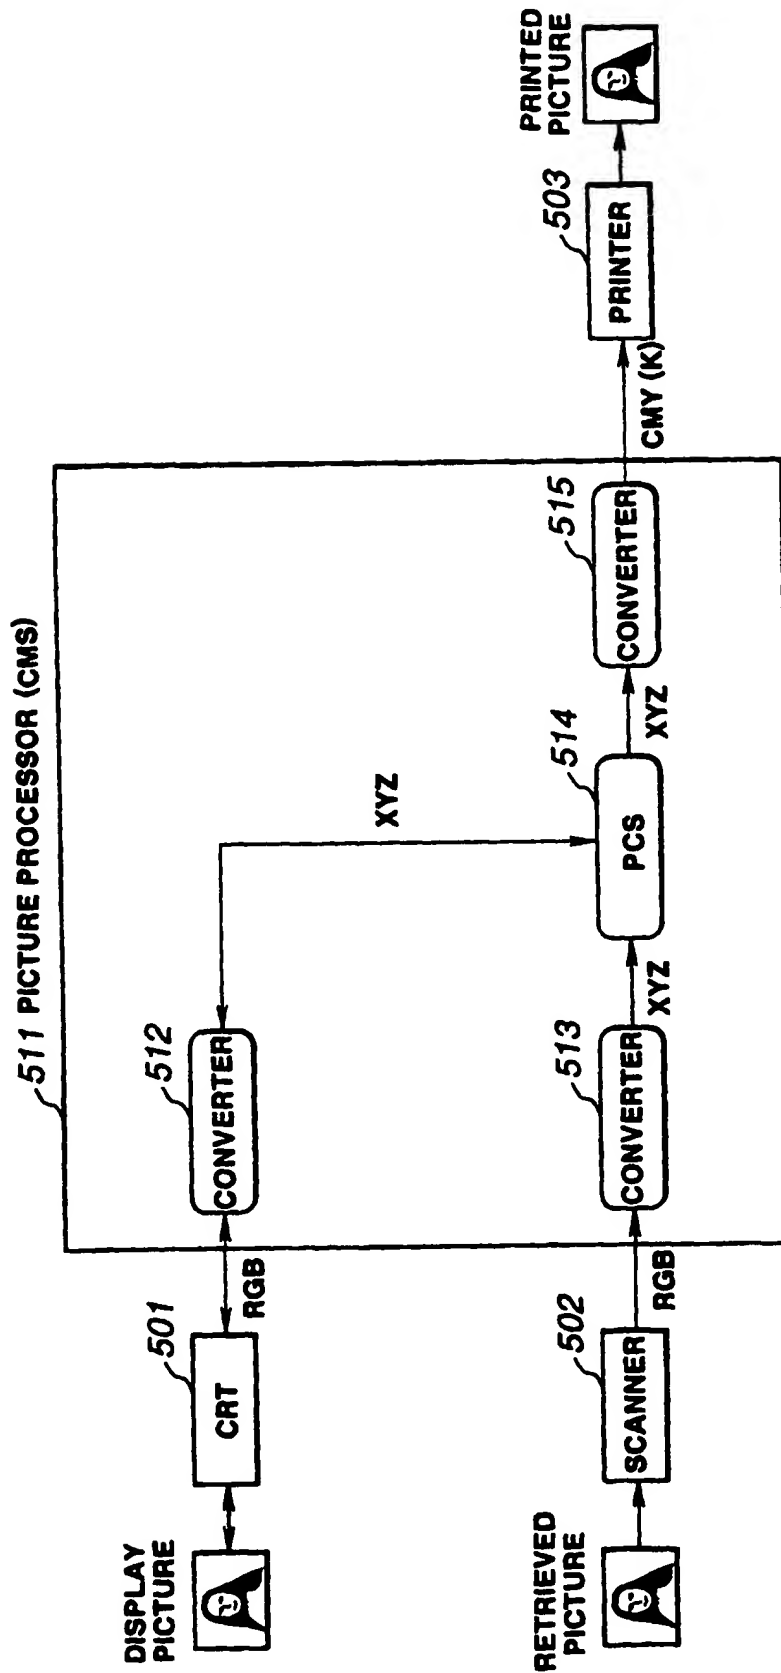 511 PICTURE PROCESSOR (CMS)
DISPLAY
PICTURE
501
CRT
RGB
512
CONVERTER
XYZ
RETRIEVED
PICTURE
502
SCANNER
RGB
513
CONVERTER
XYZ
514
PCS
XYZ
515
CONVERTER
CMY (K)
503
PRINTER
PRINTED
PICTURE